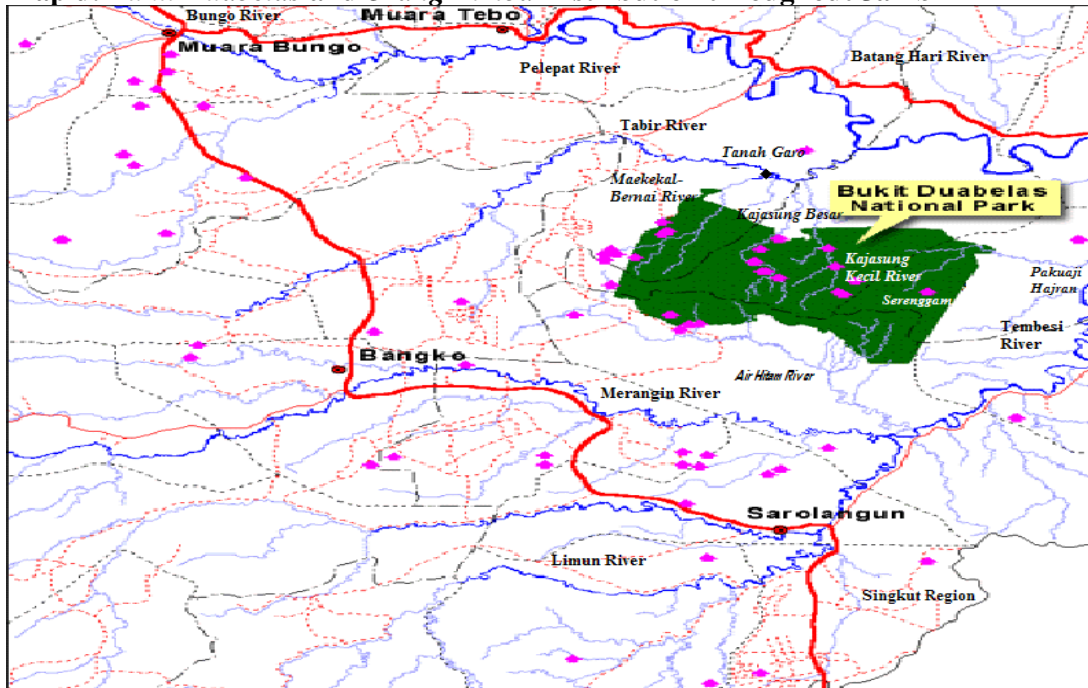 Bungo River
Muara Tebo
Muara Bungo
Pelepat River
Batang Hari River
Tabir River
Tanah Garo
Maekekal-
Bernai River
Bukit Duabelas
National Park
Kajasung Besar
Kajasung
Kecil River
Pakuaji
Hajran
Serenggam
Tembesi
River
Bangko
Air Hitam River
Merangin River
Sarolangun
Limun River
Singkut Region